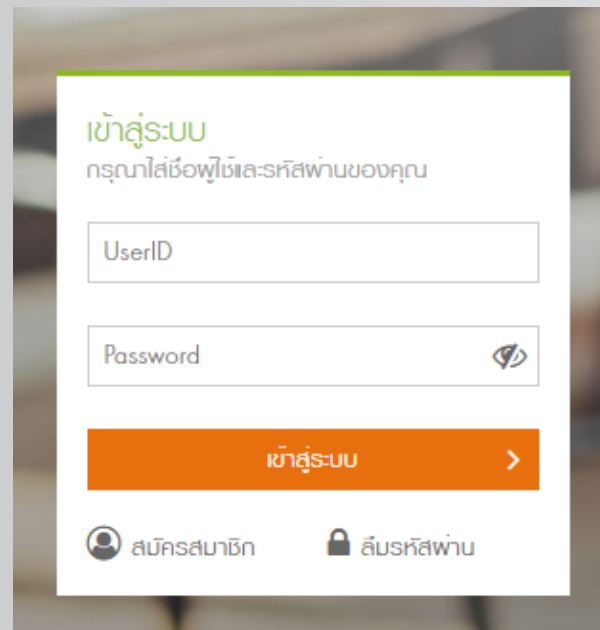 เข้าสู่ระบบ
กรุณาใส่ชื่อผู้ใช้และรหัสผ่านของคุณ
UserID
Password
เข้าสู่ระบบ
สมัครสมาชิก ลืมรหัสผ่าน